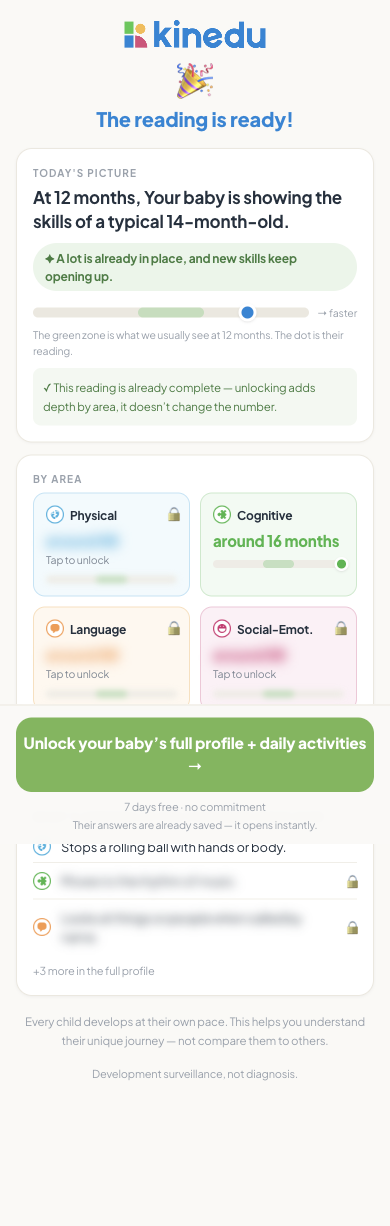 kinedu
The reading is ready!
TODAY'S PICTURE
At 12 months, Your baby is showing the
skills of a typical 14-month-old.
✦ A lot is already in place, and new skills keep
opening up.
→ faster
The green zone is what we usually see at 12 months. The dot is their
reading.
✓ This reading is already complete — unlocking adds
depth by area, it doesn't change the number.
BY AREA
Physical
Tap to unlock
Cognitive
around 16 months
Language
Tap to unlock
Social-Emot.
Tap to unlock
Unlock your baby's full profile + daily activities
→
7 days free · no commitment
Their answers are already saved — it opens instantly.
Stops a rolling ball with hands or body.
+3 more in the full profile
Every child develops at their own pace. This helps you understand
their unique journey — not compare them to others.
Development surveillance, not diagnosis.